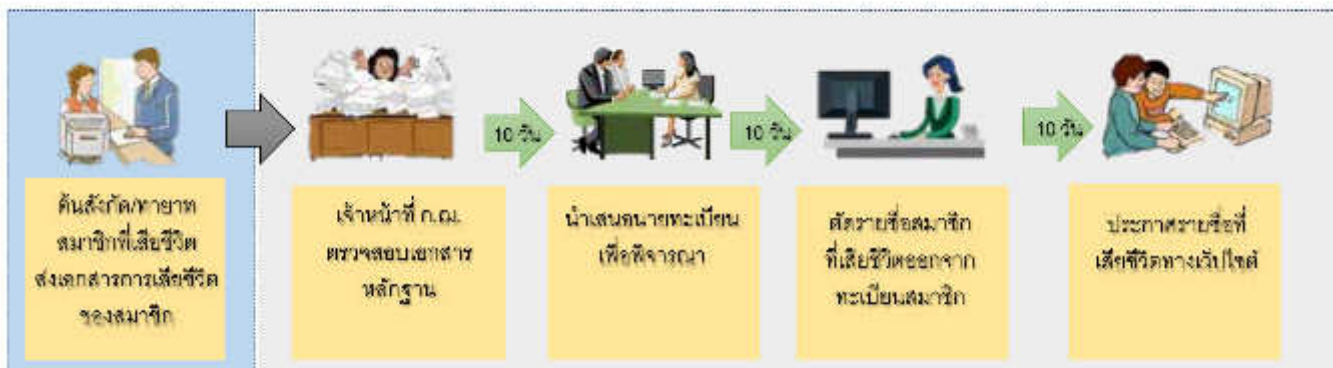 ต้นสังกัด/ทายาท
สมาชิกที่เสียชีวิต
ส่งเอกสารการเสียชีวิต
ของสมาชิก
เจ้าหน้าที่ ก.ฌ.
ตรวจสอบเอกสาร
หลักฐาน
10 วัน
นำเสนอนายทะเบียน
เพื่อพิจารณา
10 วัน
ตัดรายชื่อสมาชิก
ที่เสียชีวิตออกจาก
ทะเบียนสมาชิก
10 วัน
ประกาศรายชื่อที่
เสียชีวิตทางเว็ปไซต์